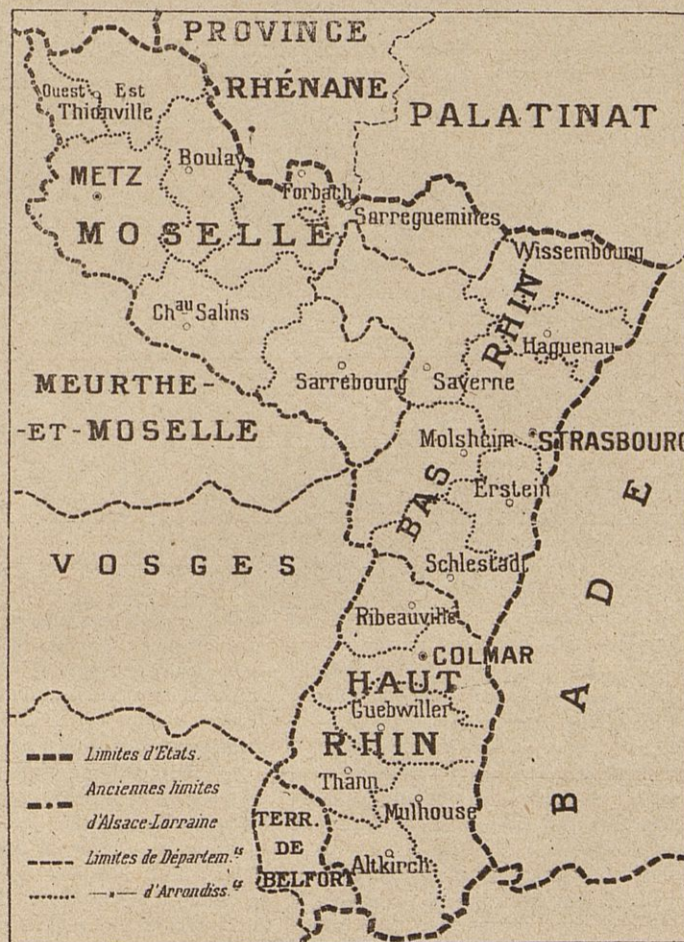 PROVINCE
RHÉNANE
PALATINAT
Ouest Est
Thionville
METZ
Boulay
Forbach
Sarreguemines
MOSELLE
Wissembourg
RHIN
Chau Salins
Haguenau
MEURTHE-
-ET-MOSELLE
Sarrebourg
Saverne
Molsheim
STRASBOURG
BAS
Erstein
BADE
VOSGES
Schlestadt
Ribeauvillé
COLMAR
HAUT
Guebwiller
RHIN
Thann
Mulhouse
TERR.
DE
BELFORT
Altkirch
Limites d'Etats.
Anciennes limites
d'Alsace-Lorraine
Limites de Départem.ts
—•— d'Arrondiss.ts